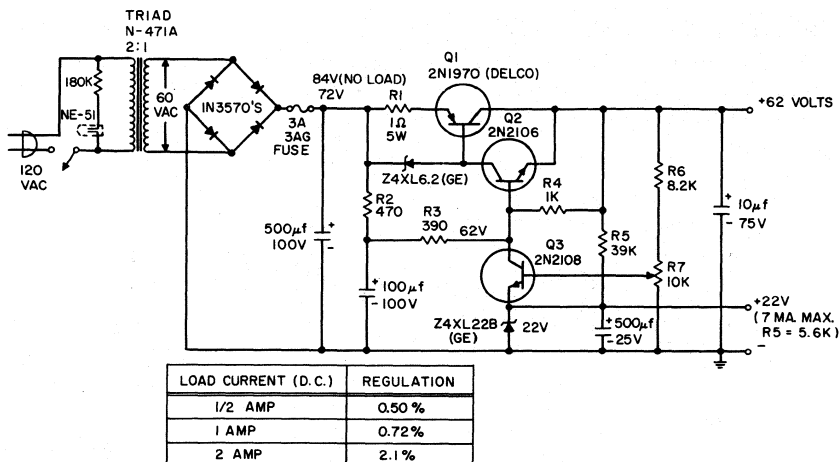 TRIAD
N-471A
2:1
180K
NE-51
120
VAC
60
VAC
IN3570'S
3A
3AG
FUSE
84V(NO LOAD)
72V
R1
1Ω
5W
Q1
2N1970 (DELCO)
Q2
2N2106
Z4XL6.2(GE)
R2
470
R3
390
62V
R4
1K
Q3
2N2108
R5
39K
R6
8.2K
R7
10K
+62 VOLTS
+
10μf
-75V
500μf
100V
+
-
+
100μf
-100V
Z4XL22B
(GE)
22V
+500μf
-25V
+22V
(7 MA. MAX.
R5 = 5.6K)
-
LOAD CURRENT (D.C.) REGULATION
1/2 AMP 0.50%
1 AMP 0.72%
2 AMP 2.1%